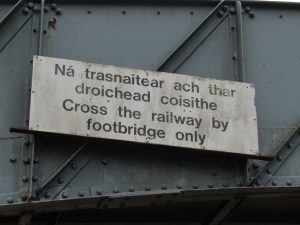 Ná trasnaítear ach thar
droichead coisithe
Cross the railway by
footbridge only